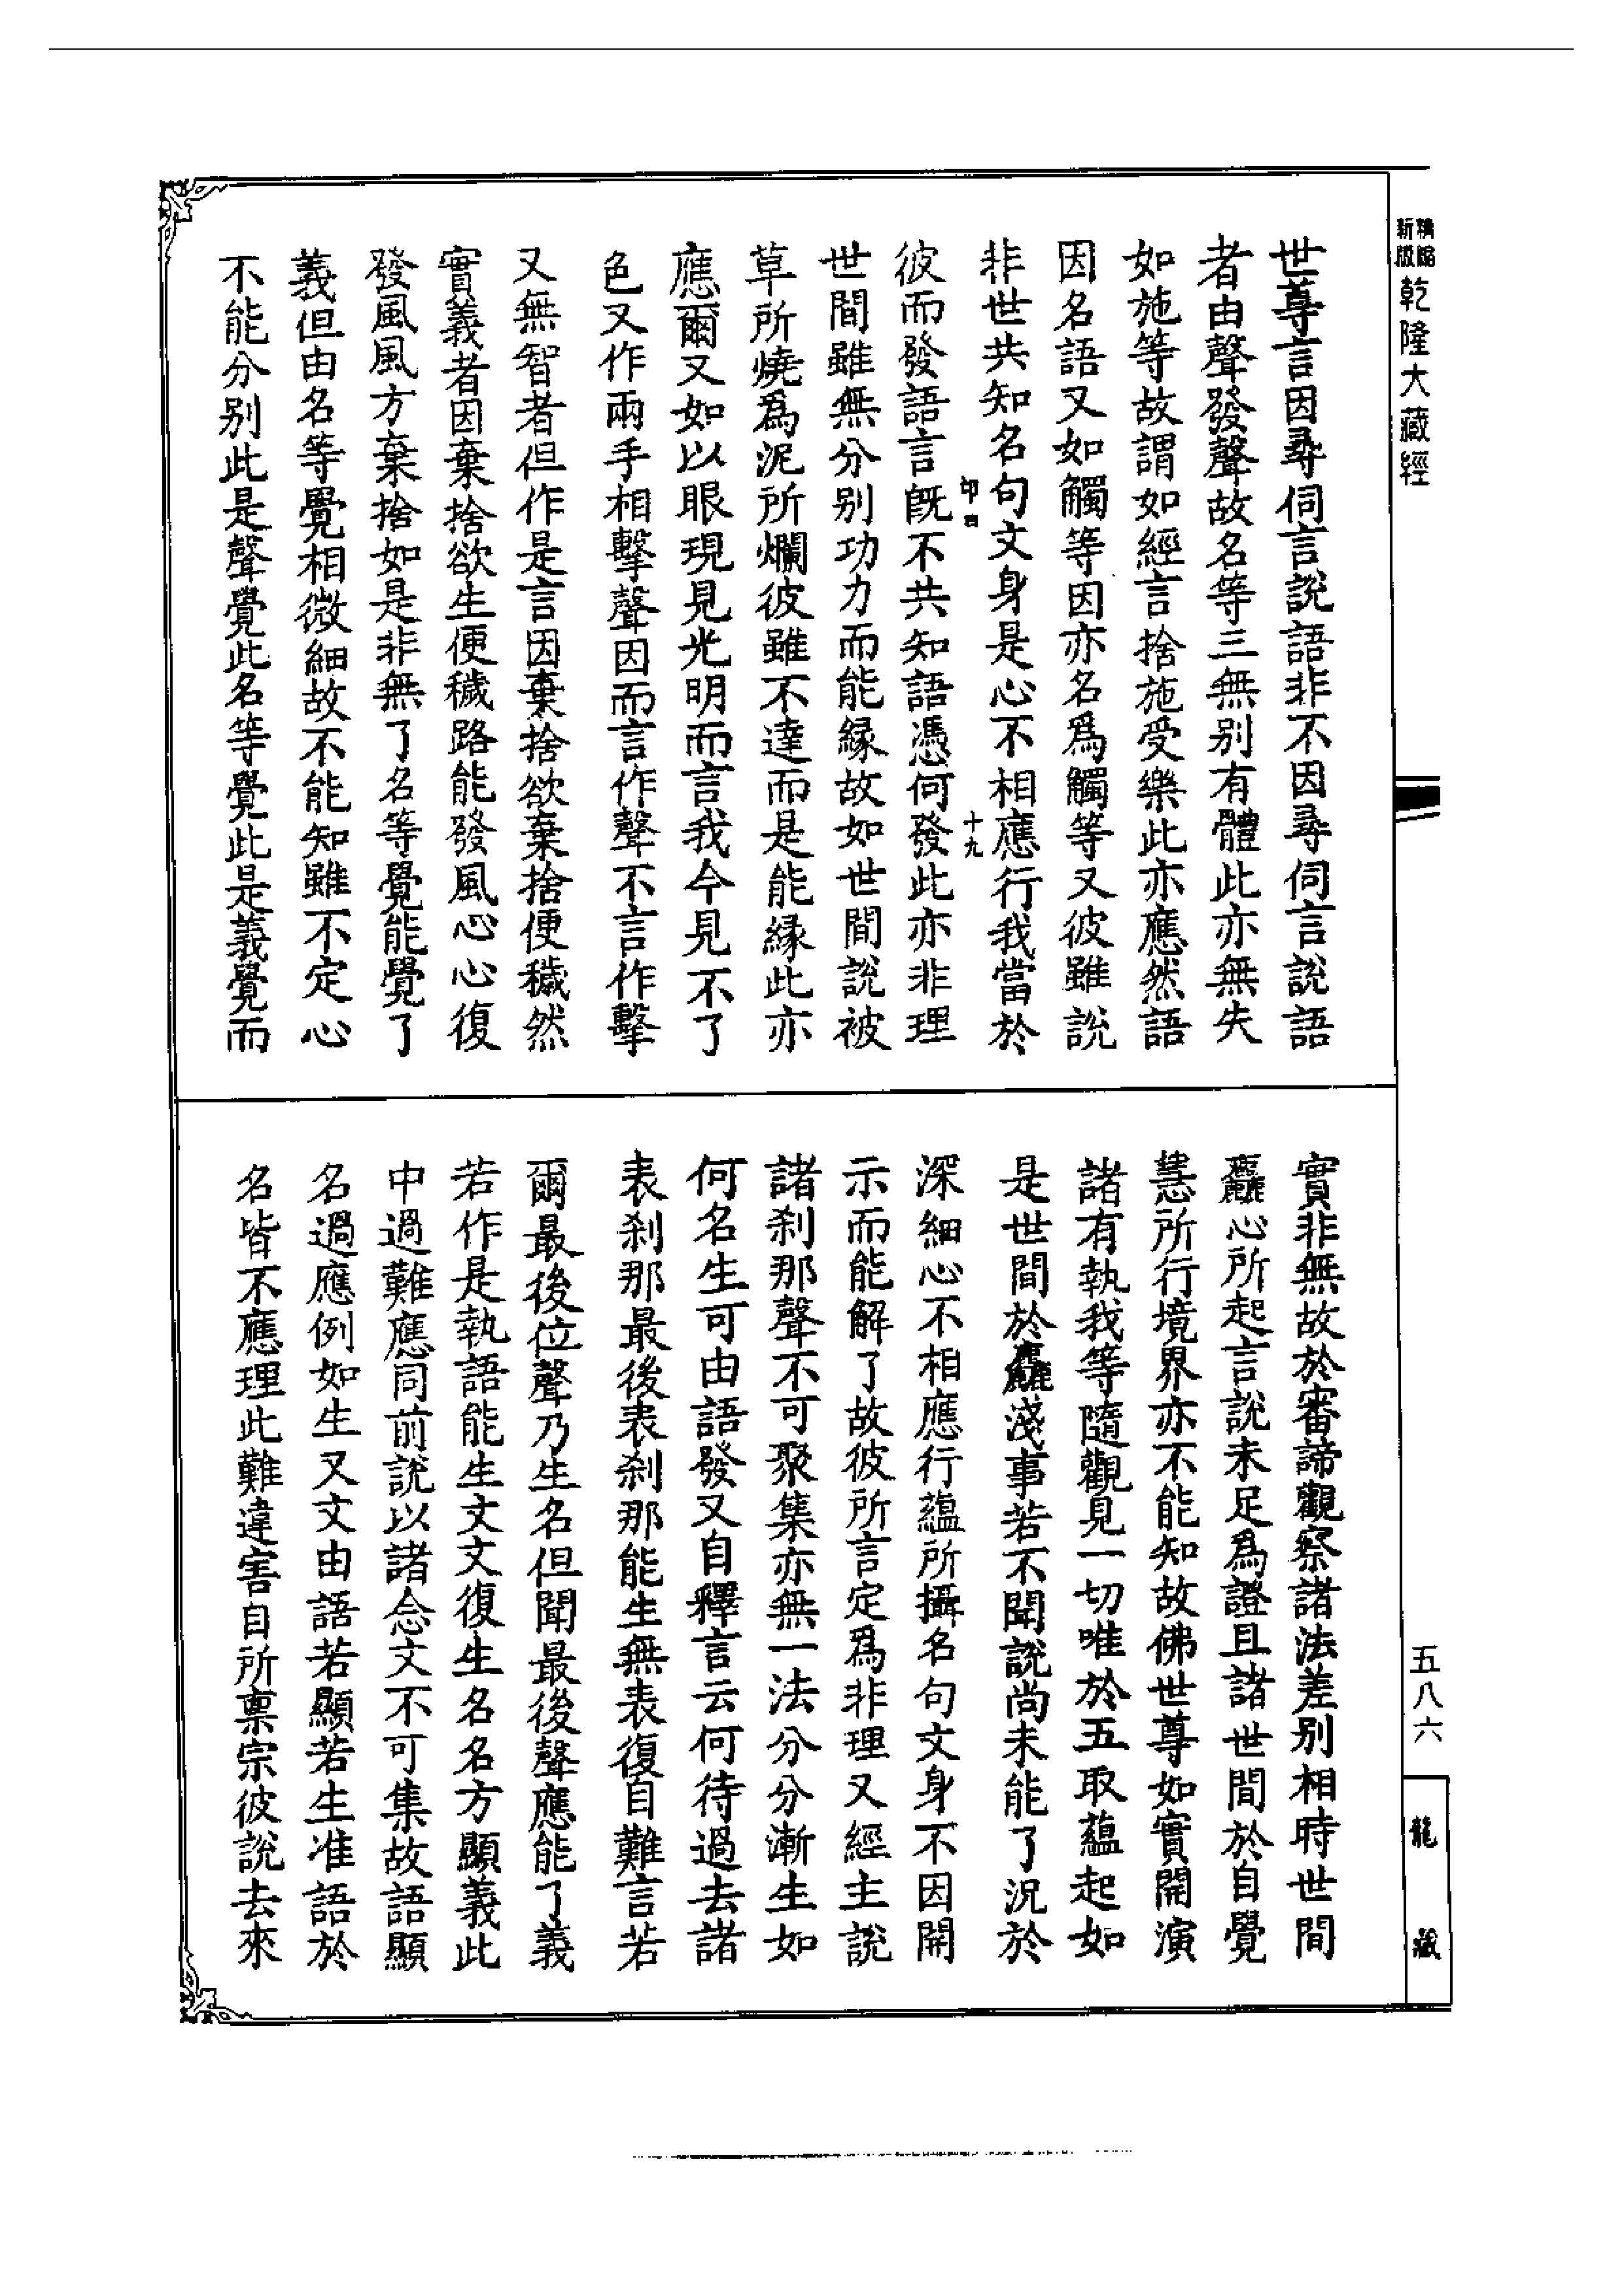 精縮新版
乾隆大藏經
世尊言因尋伺言説語非不因尋伺言説語
者由聲發聲故名等三無別有體此亦無失
如施等故謂如經言捨施受樂此亦應然語
因名語又如觸等因亦名爲觸等又彼雖説
非世共知名句文身是心不相應行我當於
印四
十九
彼而發語言旣不共知語憑何發此亦非理
世間雖無分别功力而能縁故如世間説被
草所燒爲泥所爛彼雖不達而是能縁此亦
應爾又如以眼現見光明而言我今見不了
色又作兩手相擊聲因而言作聲不言作擊
又無智者但作是言因棄捨欲棄捨便穢然
實義者因棄捨欲生便穢路能發風心心復
發風風方棄捨如是非無了名等覺能覺了
義但由名等覺相微細故不能知雖不定心
不能分别此是聲覺此名等覺此是義覺而
實非無故於審諦觀察諸法差別相時世間
麤心所起言説未足爲證且諸世間於自覺
慧所行境界亦不能知故佛世尊如實開演
諸有執我等隨觀見一切唯於五取蘊起如
是世間於麤淺事若不聞説尚未能了況於
深細心不相應行蘊所攝名句文身不因開
示而能解了故彼所言定爲非理又經主説
諸刹那聲不可聚集亦無一法分分漸生如
何名生可由語發又自釋言云何待過去諸
表刹那最後表刹那能生無表復自難言若
爾最後位聲乃生名但聞最後聲應能了義
若作是執語能生文文復生名名方顯義此
中過難應同前説以諸念文不可集故語顯
名過應例如生又文由語若顯若生准語於
名皆不應理此難違害自所禀宗彼説去來
五八六
龍藏